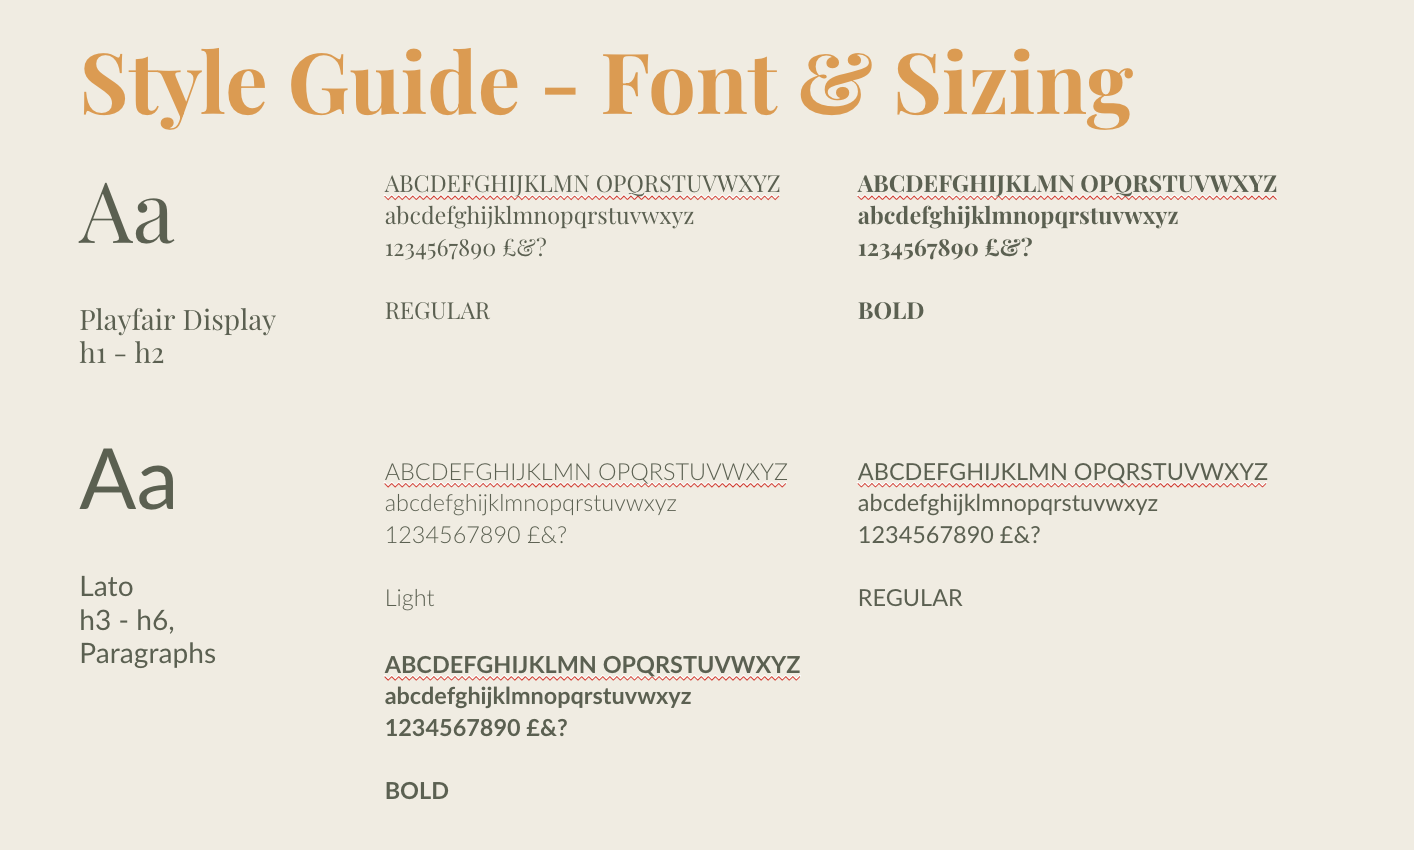 Style Guide - Font & Sizing
Aa
Playfair Display
h1 - h2
ABCDEFGHIJKLMN OPQRSTUVWXYZ
abcdefghijklmnopqrstuvwxyz
1234567890 £&?
REGULAR
ABCDEFGHIJKLMN OPQRSTUVWXYZ
abcdefghijklmnopqrstuvwxyz
1234567890 £&?
BOLD
Aa
Lato
h3 - h6,
Paragraphs
ABCDEFGHIJKLMN OPQRSTUVWXYZ
abcdefghijklmnopqrstuvwxyz
1234567890 £&?
Light
ABCDEFGHIJKLMN OPQRSTUVWXYZ
abcdefghijklmnopqrstuvwxyz
1234567890 £&?
REGULAR
ABCDEFGHIJKLMN OPQRSTUVWXYZ
abcdefghijklmnopqrstuvwxyz
1234567890 £&?
BOLD